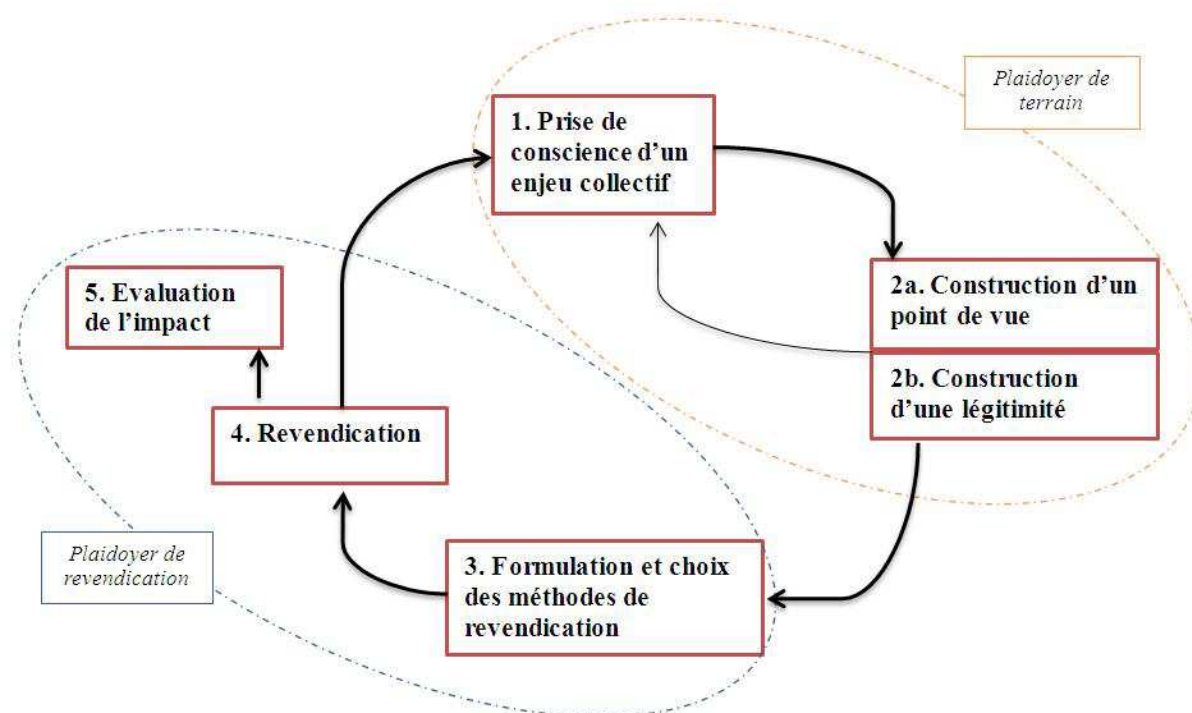 Plaidoyer de
terrain
1. Prise de
conscience d’un
enjeu collectif
2a. Construction d’un
point de vue
2b. Construction
d’une légitimité
5. Evaluation
de l’impact
4. Revendication
Plaidoyer de
revendication
3. Formulation et choix
des méthodes de
revendication